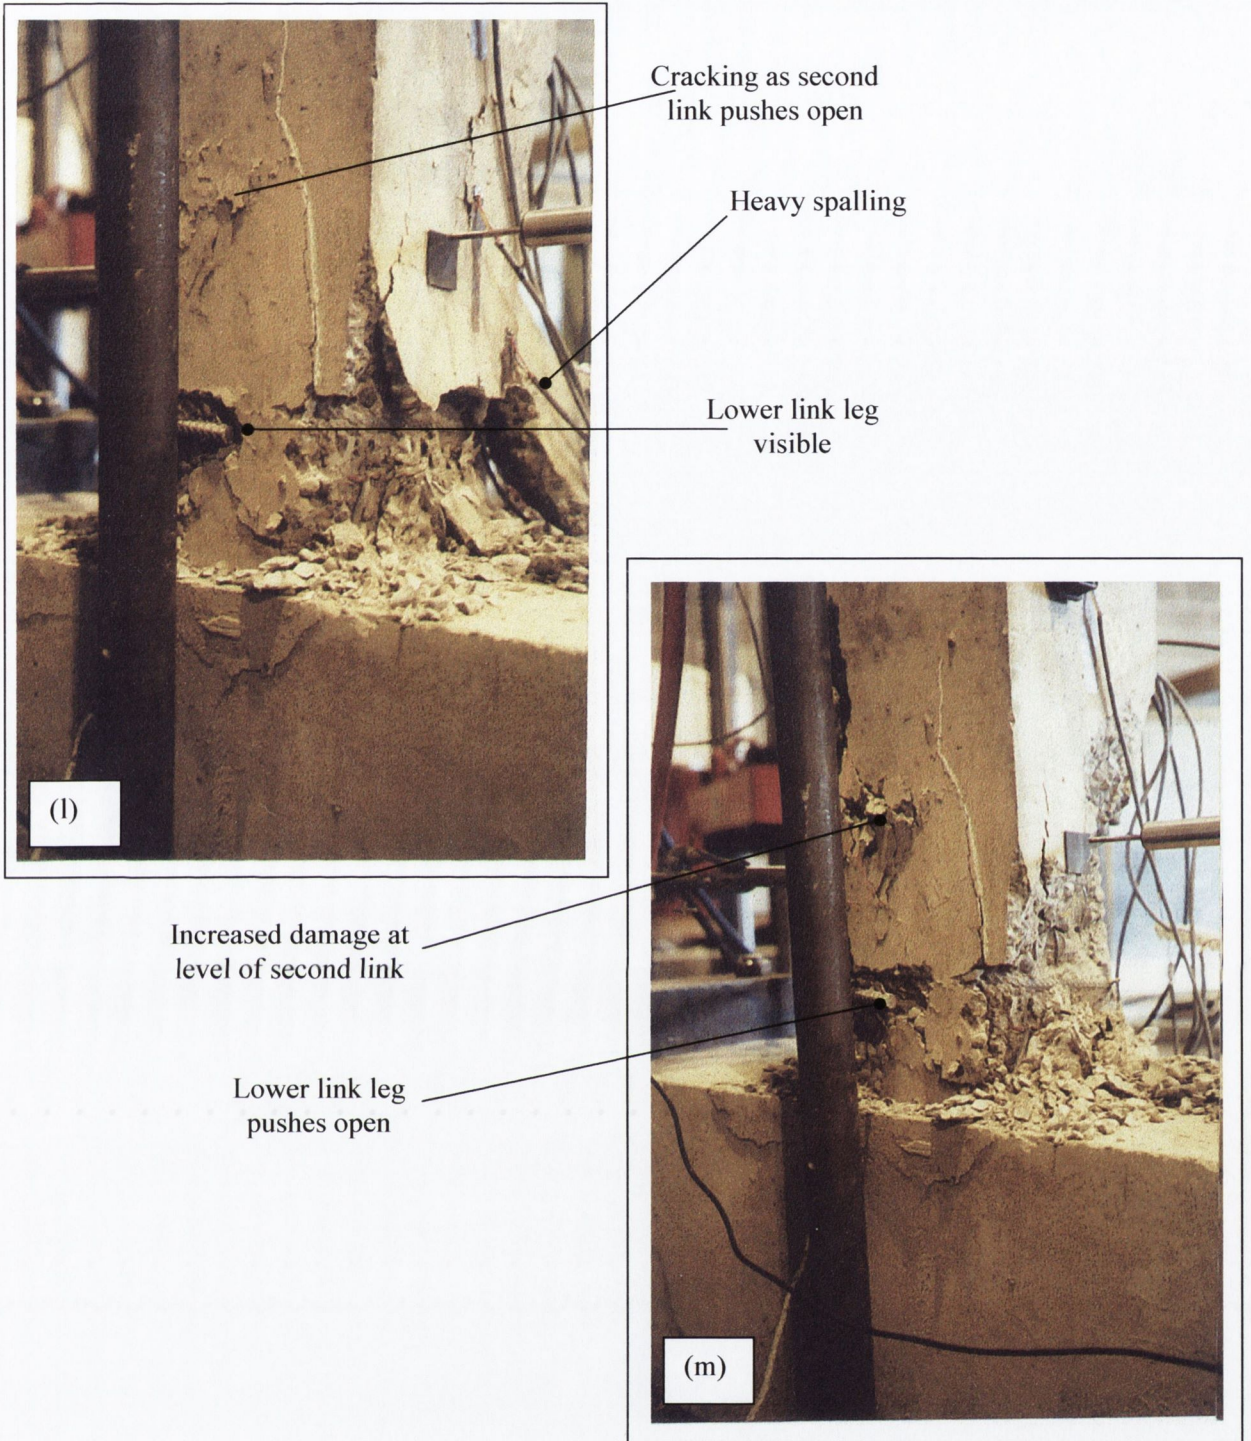 Cracking as second
link pushes open
Heavy spalling
Lower link leg
visible
(l)
Increased damage at
level of second link
Lower link leg
pushes open
(m)